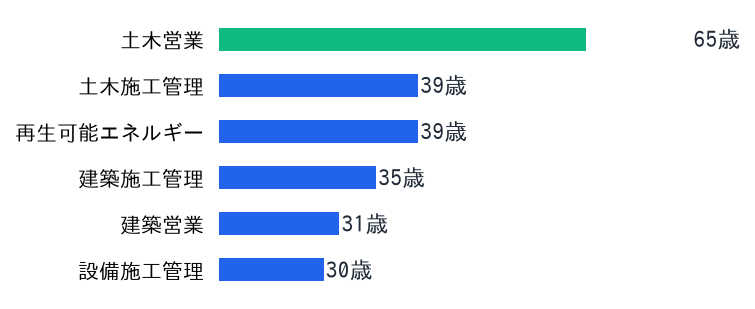 土木営業 65歳
土木施工管理 39歳
再生可能エネルギー 39歳
建築施工管理 35歳
建築営業 31歳
設備施工管理 30歳